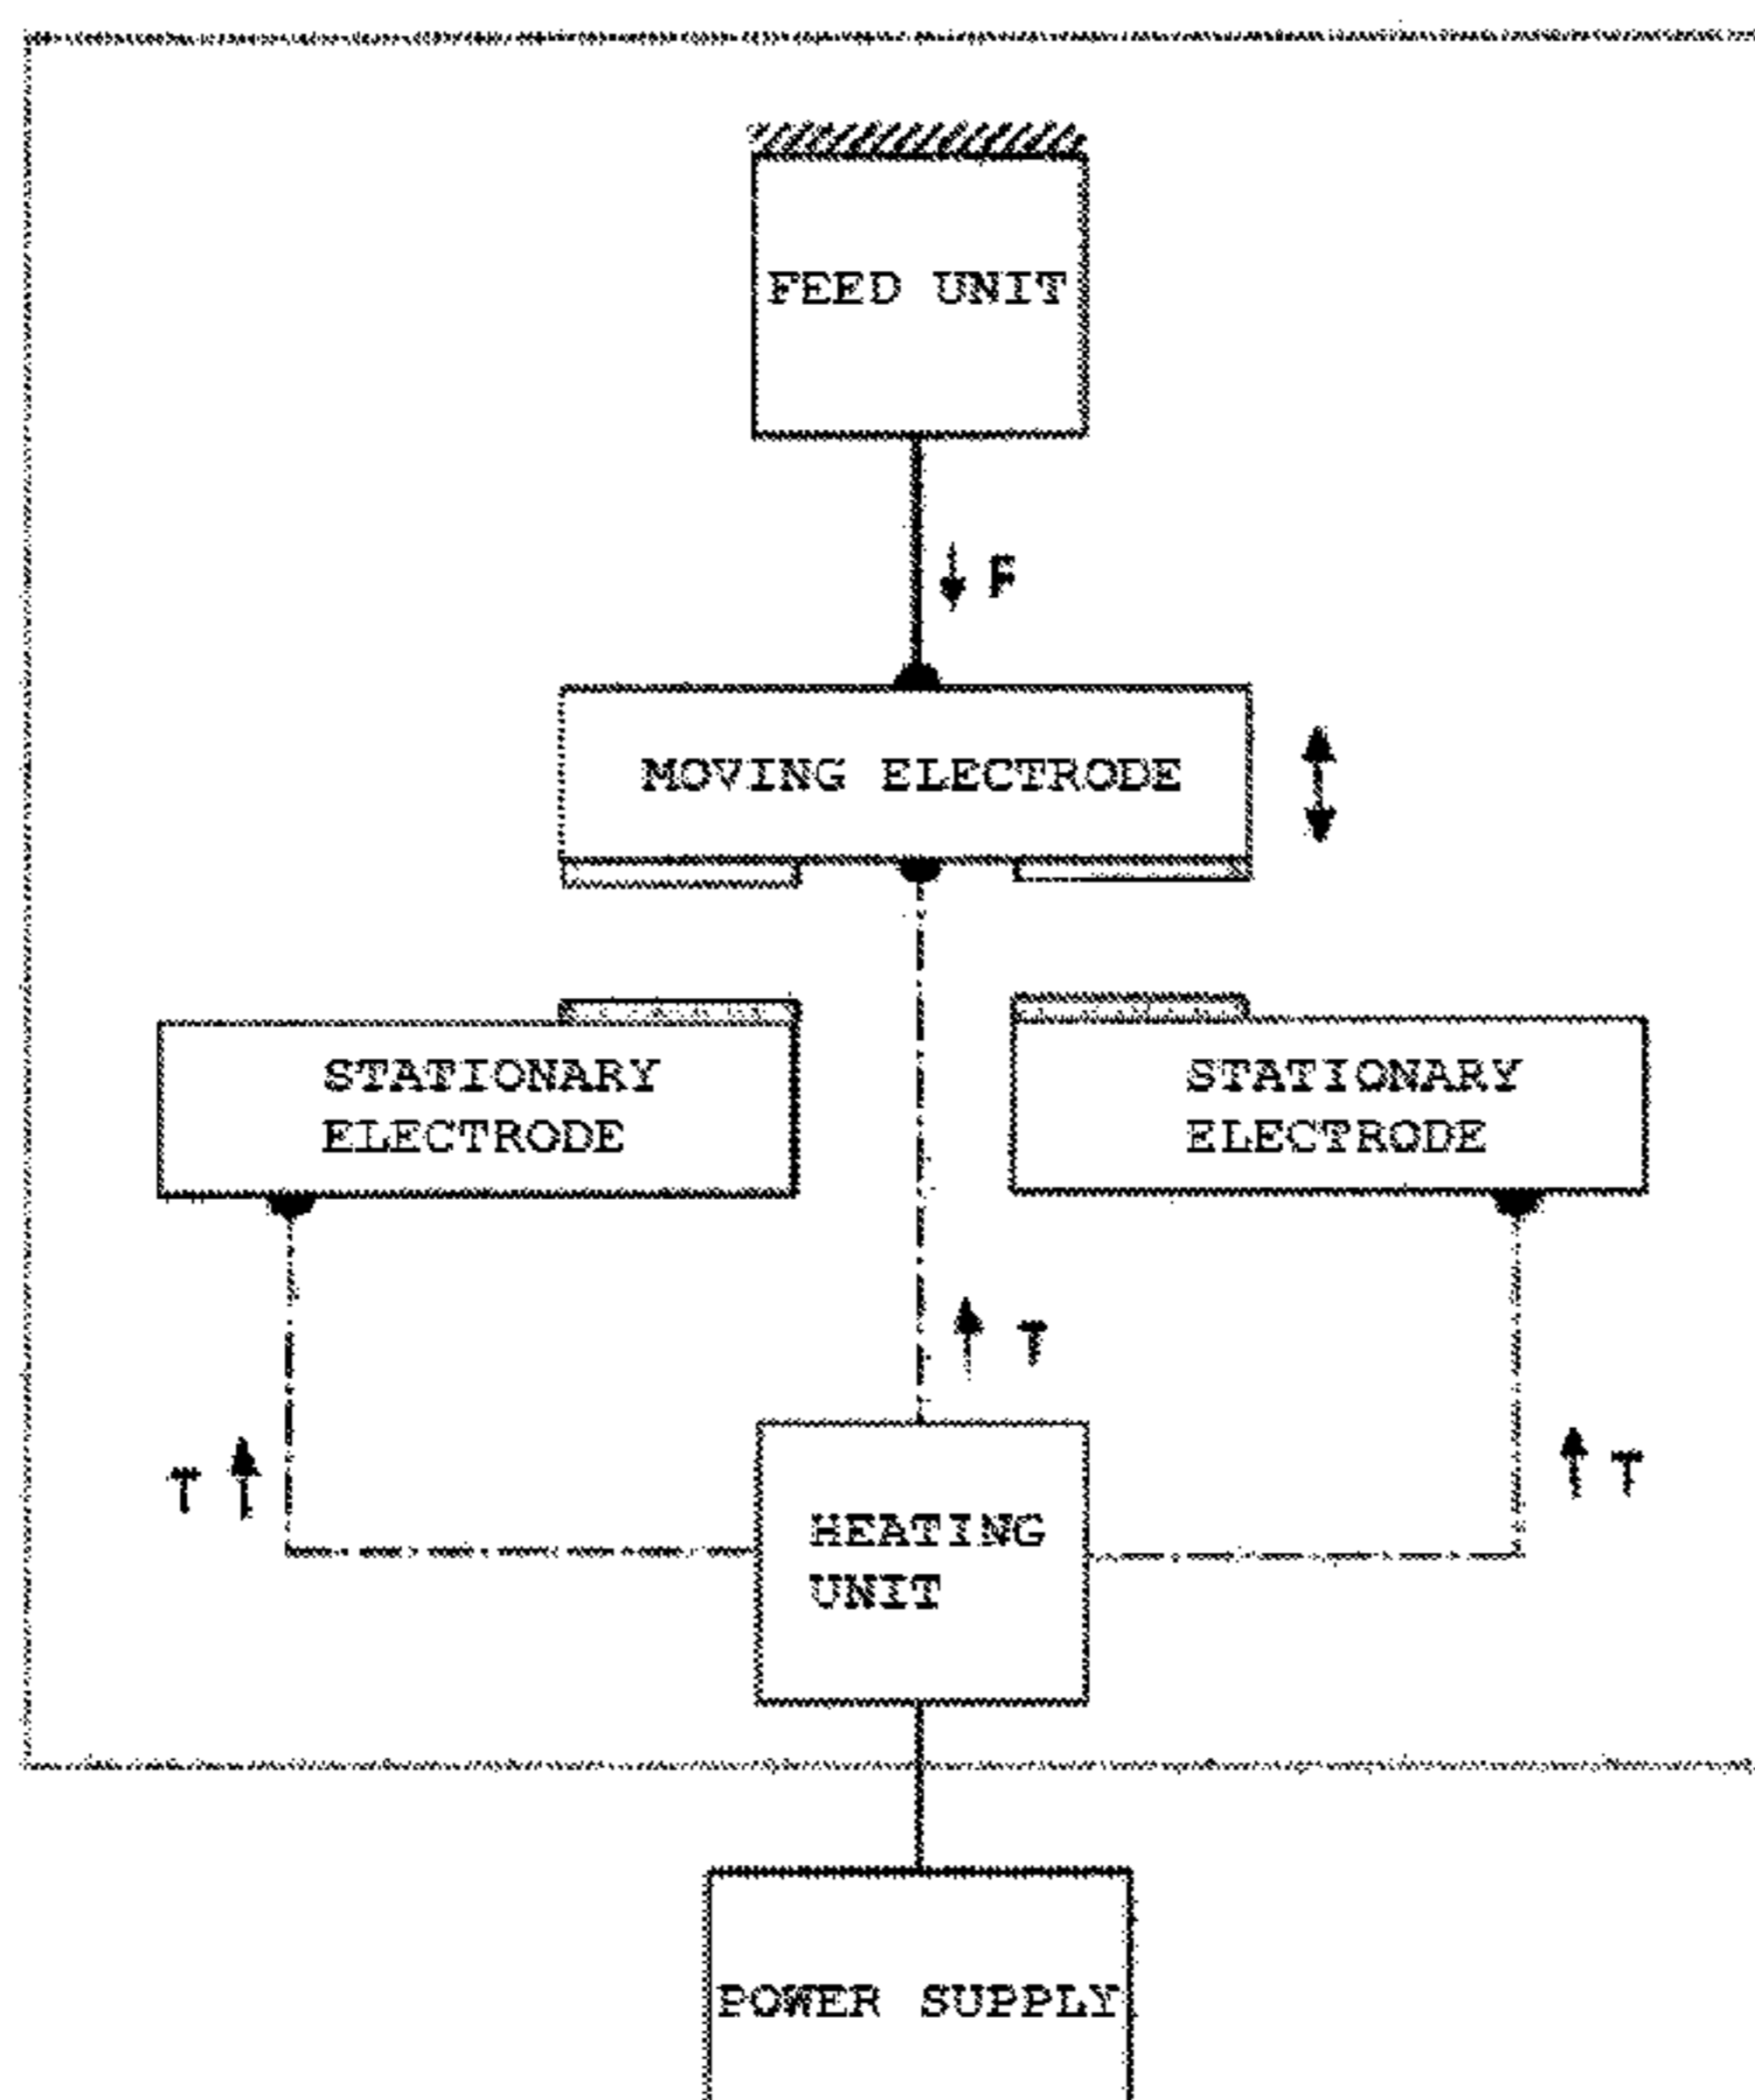 FEED UNIT
F
MOVING ELECTRODE
STATIONARY
ELECTRODE
STATIONARY
ELECTRODE
T
T
T
HEATING
UNIT
POWER SUPPLY